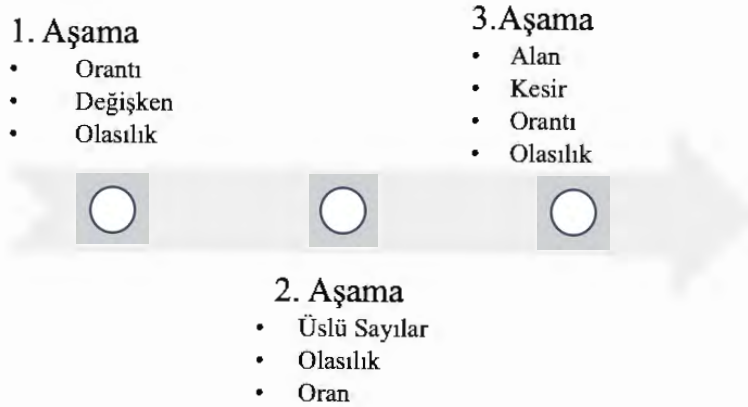 1. Aşama
• Orantı
• Değişken
• Olasılık
3.Aşama
• Alan
• Kesir
• Orantı
• Olasılık
2. Aşama
• Üslü Sayılar
• Olasılık
• Oran